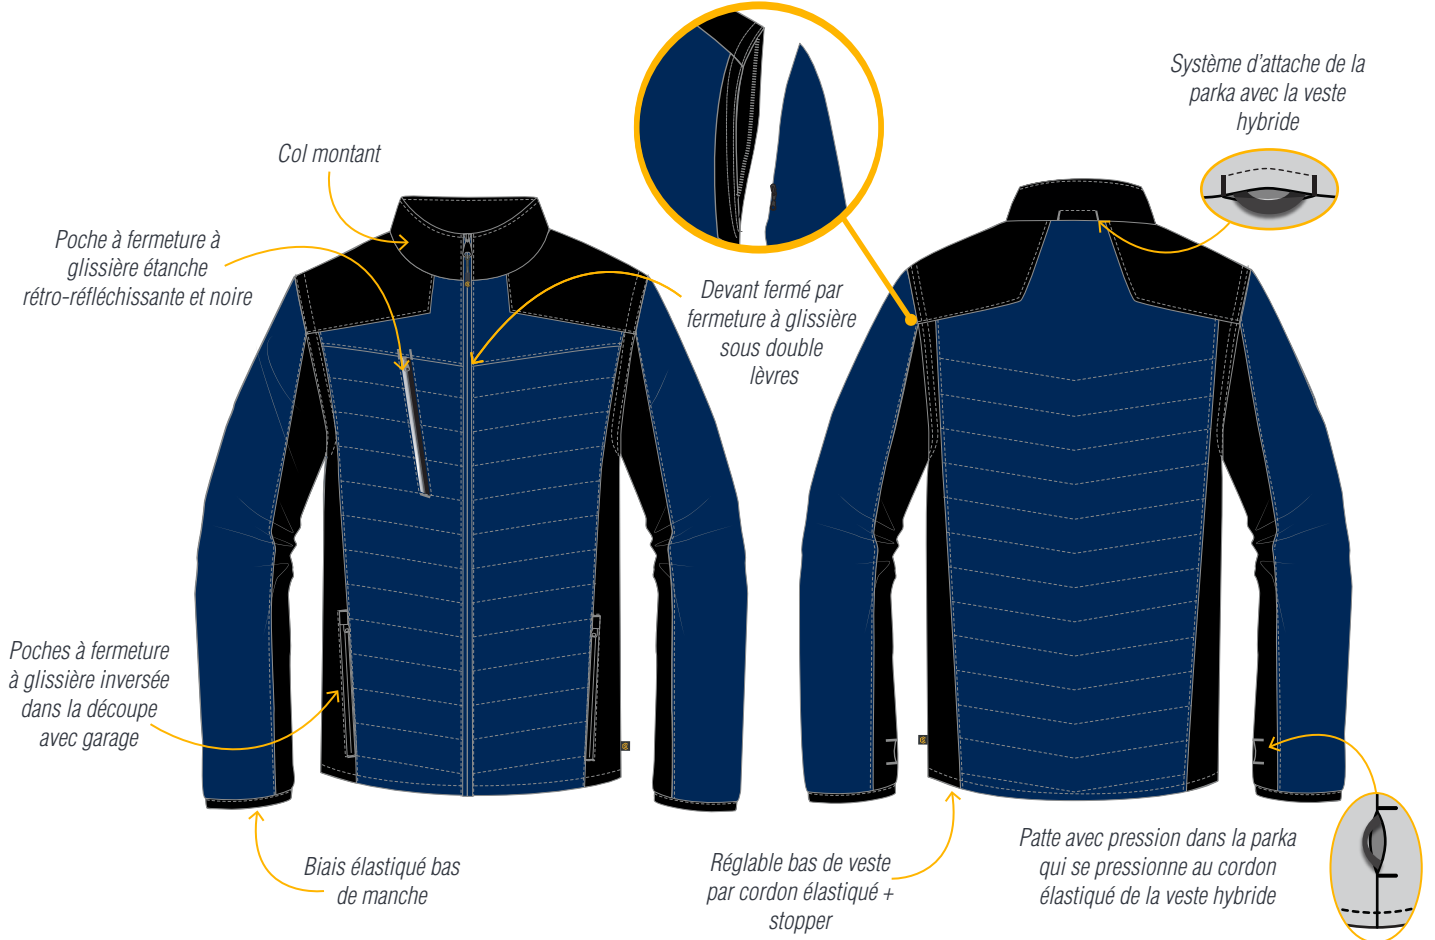 Système d'attache de la
parka avec la veste
hybride
Col montant
Poche à fermeture à
glissière étanche
rétro-réfléchissante et noire
Devant fermé par
fermeture à glissière
sous double
lèvres
Poches à fermeture
à glissière inversée
dans la découpe
avec garage
Biais élastiqué bas
de manche
Réglable bas de veste
par cordon élastiqué +
stopper
Patte avec pression dans la parka
qui se pressionne au cordon
élastiqué de la veste hybride